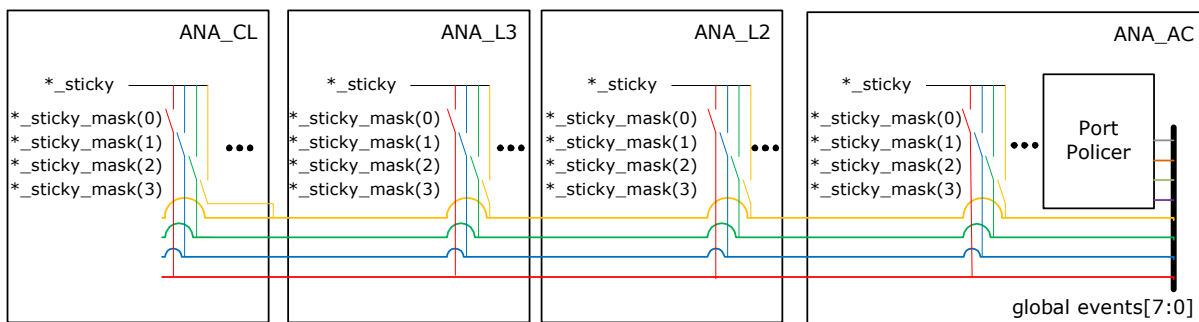 ANA_CL
*_sticky
*_sticky_mask(0)
*_sticky_mask(1)
*_sticky_mask(2)
*_sticky_mask(3)
ANA_L3
*_sticky
*_sticky_mask(0)
*_sticky_mask(1)
*_sticky_mask(2)
*_sticky_mask(3)
ANA_L2
*_sticky
*_sticky_mask(0)
*_sticky_mask(1)
*_sticky_mask(2)
*_sticky_mask(3)
ANA_AC
*_sticky
*_sticky_mask(0)
*_sticky_mask(1)
*_sticky_mask(2)
*_sticky_mask(3)
Port
Policer
global events[7:0]